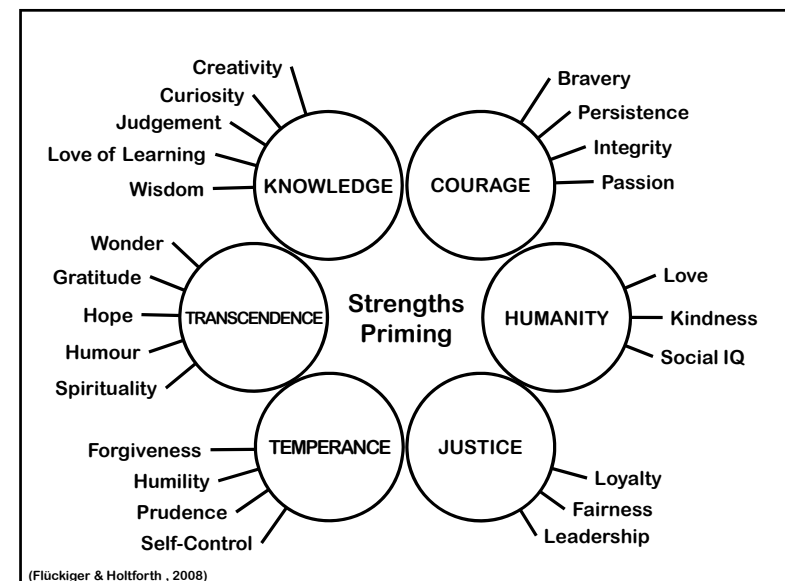 Creativity
Curiosity
Judgement
Love of Learning
Wisdom
KNOWLEDGE
Bravery
Persistence
Integrity
Passion
COURAGE
Wonder
Gratitude
Hope
Humour
Spirituality
TRANSCENDENCE
Strengths
Priming
HUMANITY
Love
Kindness
Social IQ
Forgiveness
Humility
Prudence
Self-Control
TEMPERANCE
JUSTICE
Loyalty
Fairness
Leadership
(Flückiger & Holtforth , 2008)